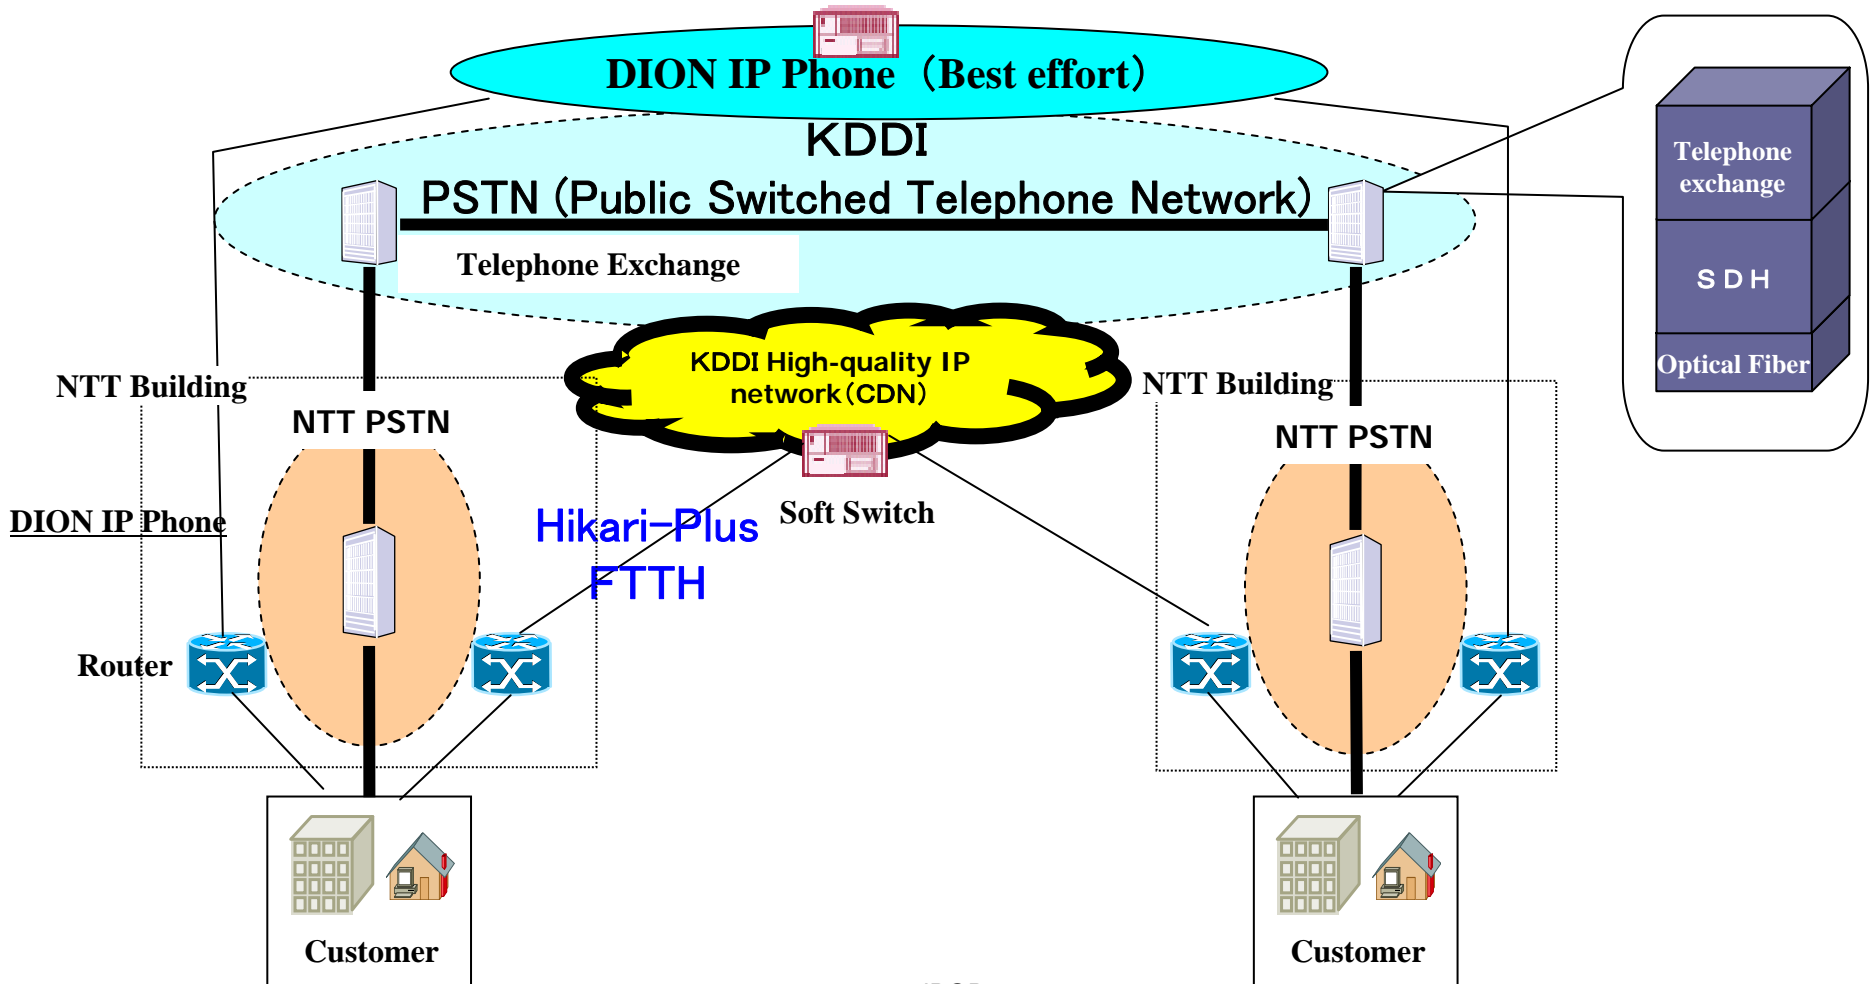 DION IP Phone（Best effort）
KDDI
PSTN (Public Switched Telephone Network)
Telephone Exchange
Telephone
exchange
SDH
Optical Fiber
KDDI High-quality IP
network(CDN)
NTT Building
NTT Building
NTT PSTN
NTT PSTN
DION IP Phone
Hikari-Plus
FTTH
Soft Switch
Router
Customer
Customer